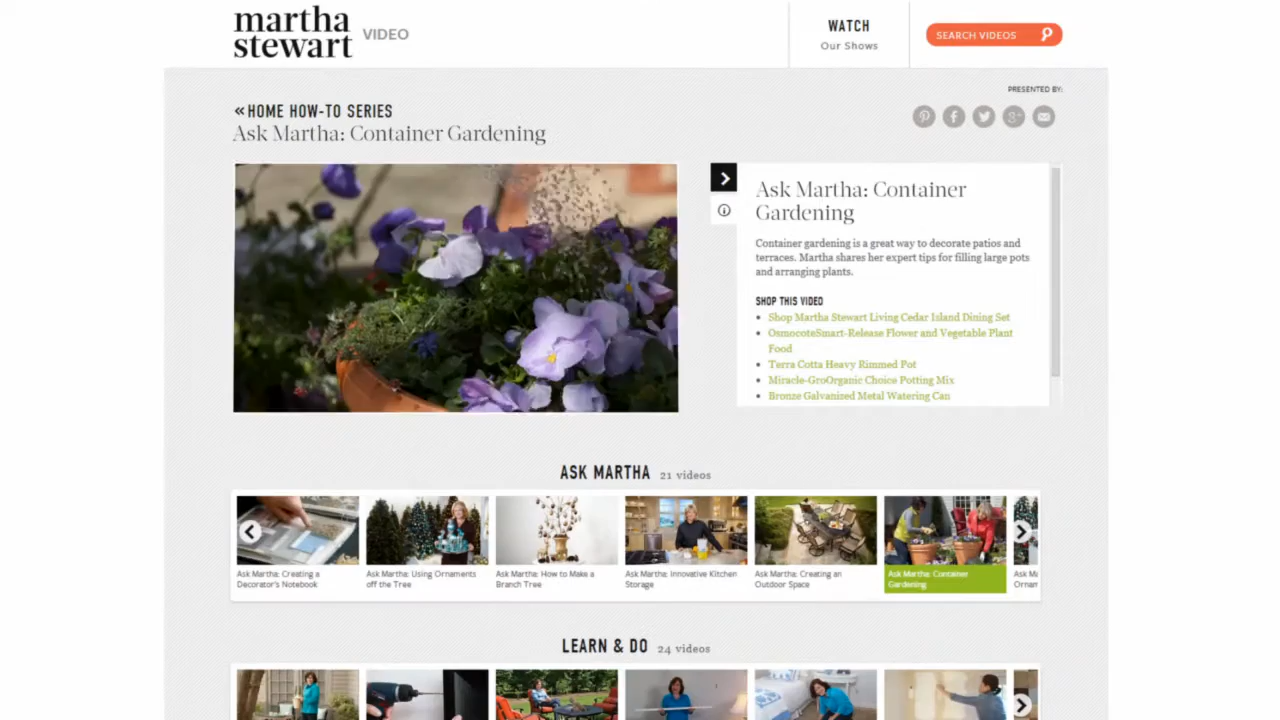 martha
stewart VIDEO
WATCH
Our Shows
SEARCH VIDEOS
PRESENTED BY:
«HOME HOW-TO SERIES
Ask Martha: Container Gardening
Ask Martha: Container
Gardening
Container gardening is a great way to decorate patios and
terraces. Martha shares her expert tips for filling large pots
and arranging plants.
SHOP THIS VIDEO
• Shop Martha Stewart Living Cedar Island Dining Set
• OsmocoteSmart-Release Flower and Vegetable Plant
Food
• Terra Cotta Heavy Rimmed Pot
• Miracle-GroOrganic Choice Potting Mix
• Bronze Galvanized Metal Watering Can
ASK MARTHA 21 videos
Ask Martha: Creating a
Decorator's Notebook
Ask Martha: Using Ornaments
off the Tree
Ask Martha: How to Make a
Branch Tree
Ask Martha: Innovative Kitchen
Storage
Ask Martha: Creating an
Outdoor Space
Ask Martha: Container
Gardening
Ask Ma
Ornam
LEARN & DO 24 videos